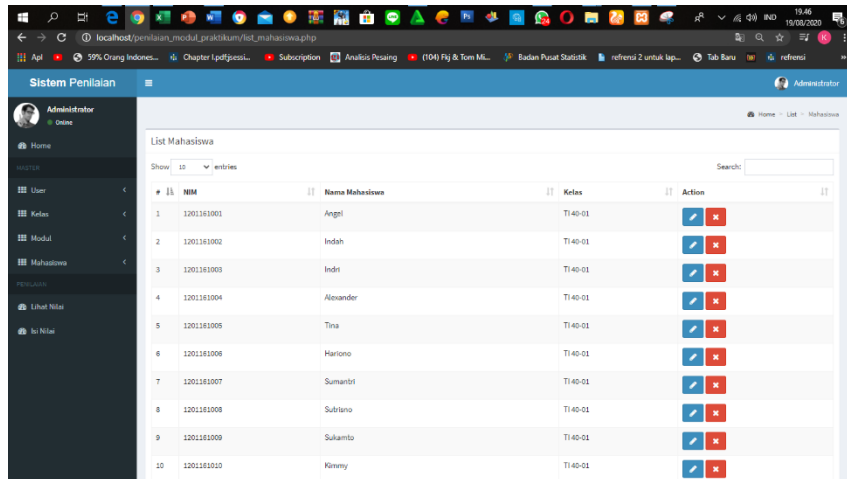 IND
19.46
19/08/2020
localhost/penilaian_modul_praktikum/list_mahasiswa.php
K
Apl
59% Orang Indones...
Chapter I.pdf;sessi...
Subscription
Analisis Pesaing
(104) Fkj & Tom Mi...
Badan Pusat Statistik
refrensi 2 untuk lap...
Tab Baru
refrensi
Sistem Penilaian
Administrator
Administrator
Online
Home > List > Mahasiswa
Home
MASTER
User
Kelas
Modul
Mahasiswa
PENILAIAN
Lihat Nilai
Isi Nilai
List Mahasiswa
Show 10 entries
Search:
# NIM Nama Mahasiswa Kelas Action
1 1201161001 Angel TI 40-01
2 1201161002 Indah TI 40-01
3 1201161003 Indri TI 40-01
4 1201161004 Alexander TI 40-01
5 1201161005 Tina TI 40-01
6 1201161006 Hariono TI 40-01
7 1201161007 Sumantri TI 40-01
8 1201161008 Sutrisno TI 40-01
9 1201161009 Sukamto TI 40-01
10 1201161010 Kimmy TI 40-01